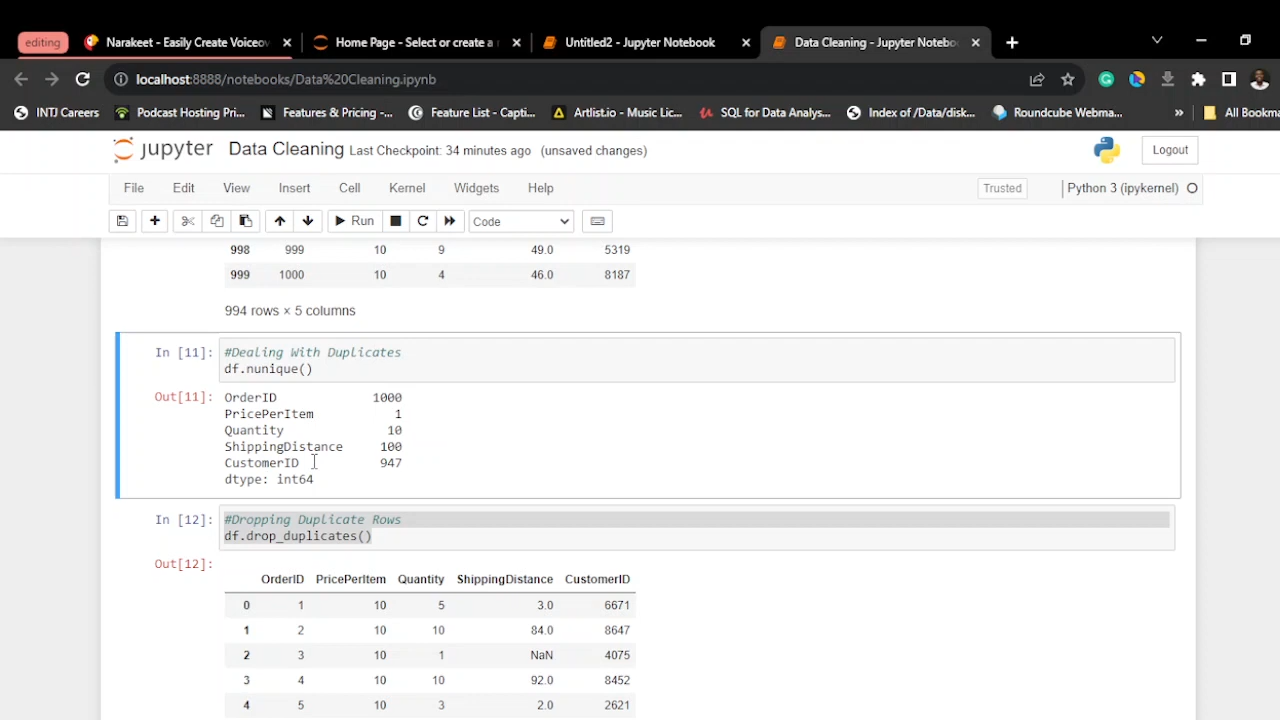 editing
Narakeet - Easily Create Voiceov
Home Page - Select or create a n
Untitled2 - Jupyter Notebook
Data Cleaning - Jupyter Notebook
localhost:8888/notebooks/Data%20Cleaning.ipynb
INTJ Careers
Podcast Hosting Pri...
Features & Pricing -...
Feature List - Capti...
Artlist.io - Music Lic...
SQL for Data Analys...
Index of /Data/disk...
Roundcube Webma...
»
All Bookma
jupyter Data Cleaning Last Checkpoint: 34 minutes ago (unsaved changes)
Logout
File Edit View Insert Cell Kernel Widgets Help
Trusted
Python 3 (ipykernel)
Run
Code
998 999 10 9 49.0 5319
999 1000 10 4 46.0 8187
994 rows × 5 columns
In [11]: #Dealing With Duplicates
df.nunique()
Out[11]: OrderID 1000
PricePerItem 1
Quantity 10
ShippingDistance 100
CustomerID 947
dtype: int64
In [12]: #Dropping Duplicate Rows
df.drop_duplicates()
Out[12]:
OrderID PricePerItem Quantity ShippingDistance CustomerID
0 1 10 5 3.0 6671
1 2 10 10 84.0 8647
2 3 10 1 NaN 4075
3 4 10 10 92.0 8452
4 5 10 3 2.0 2621